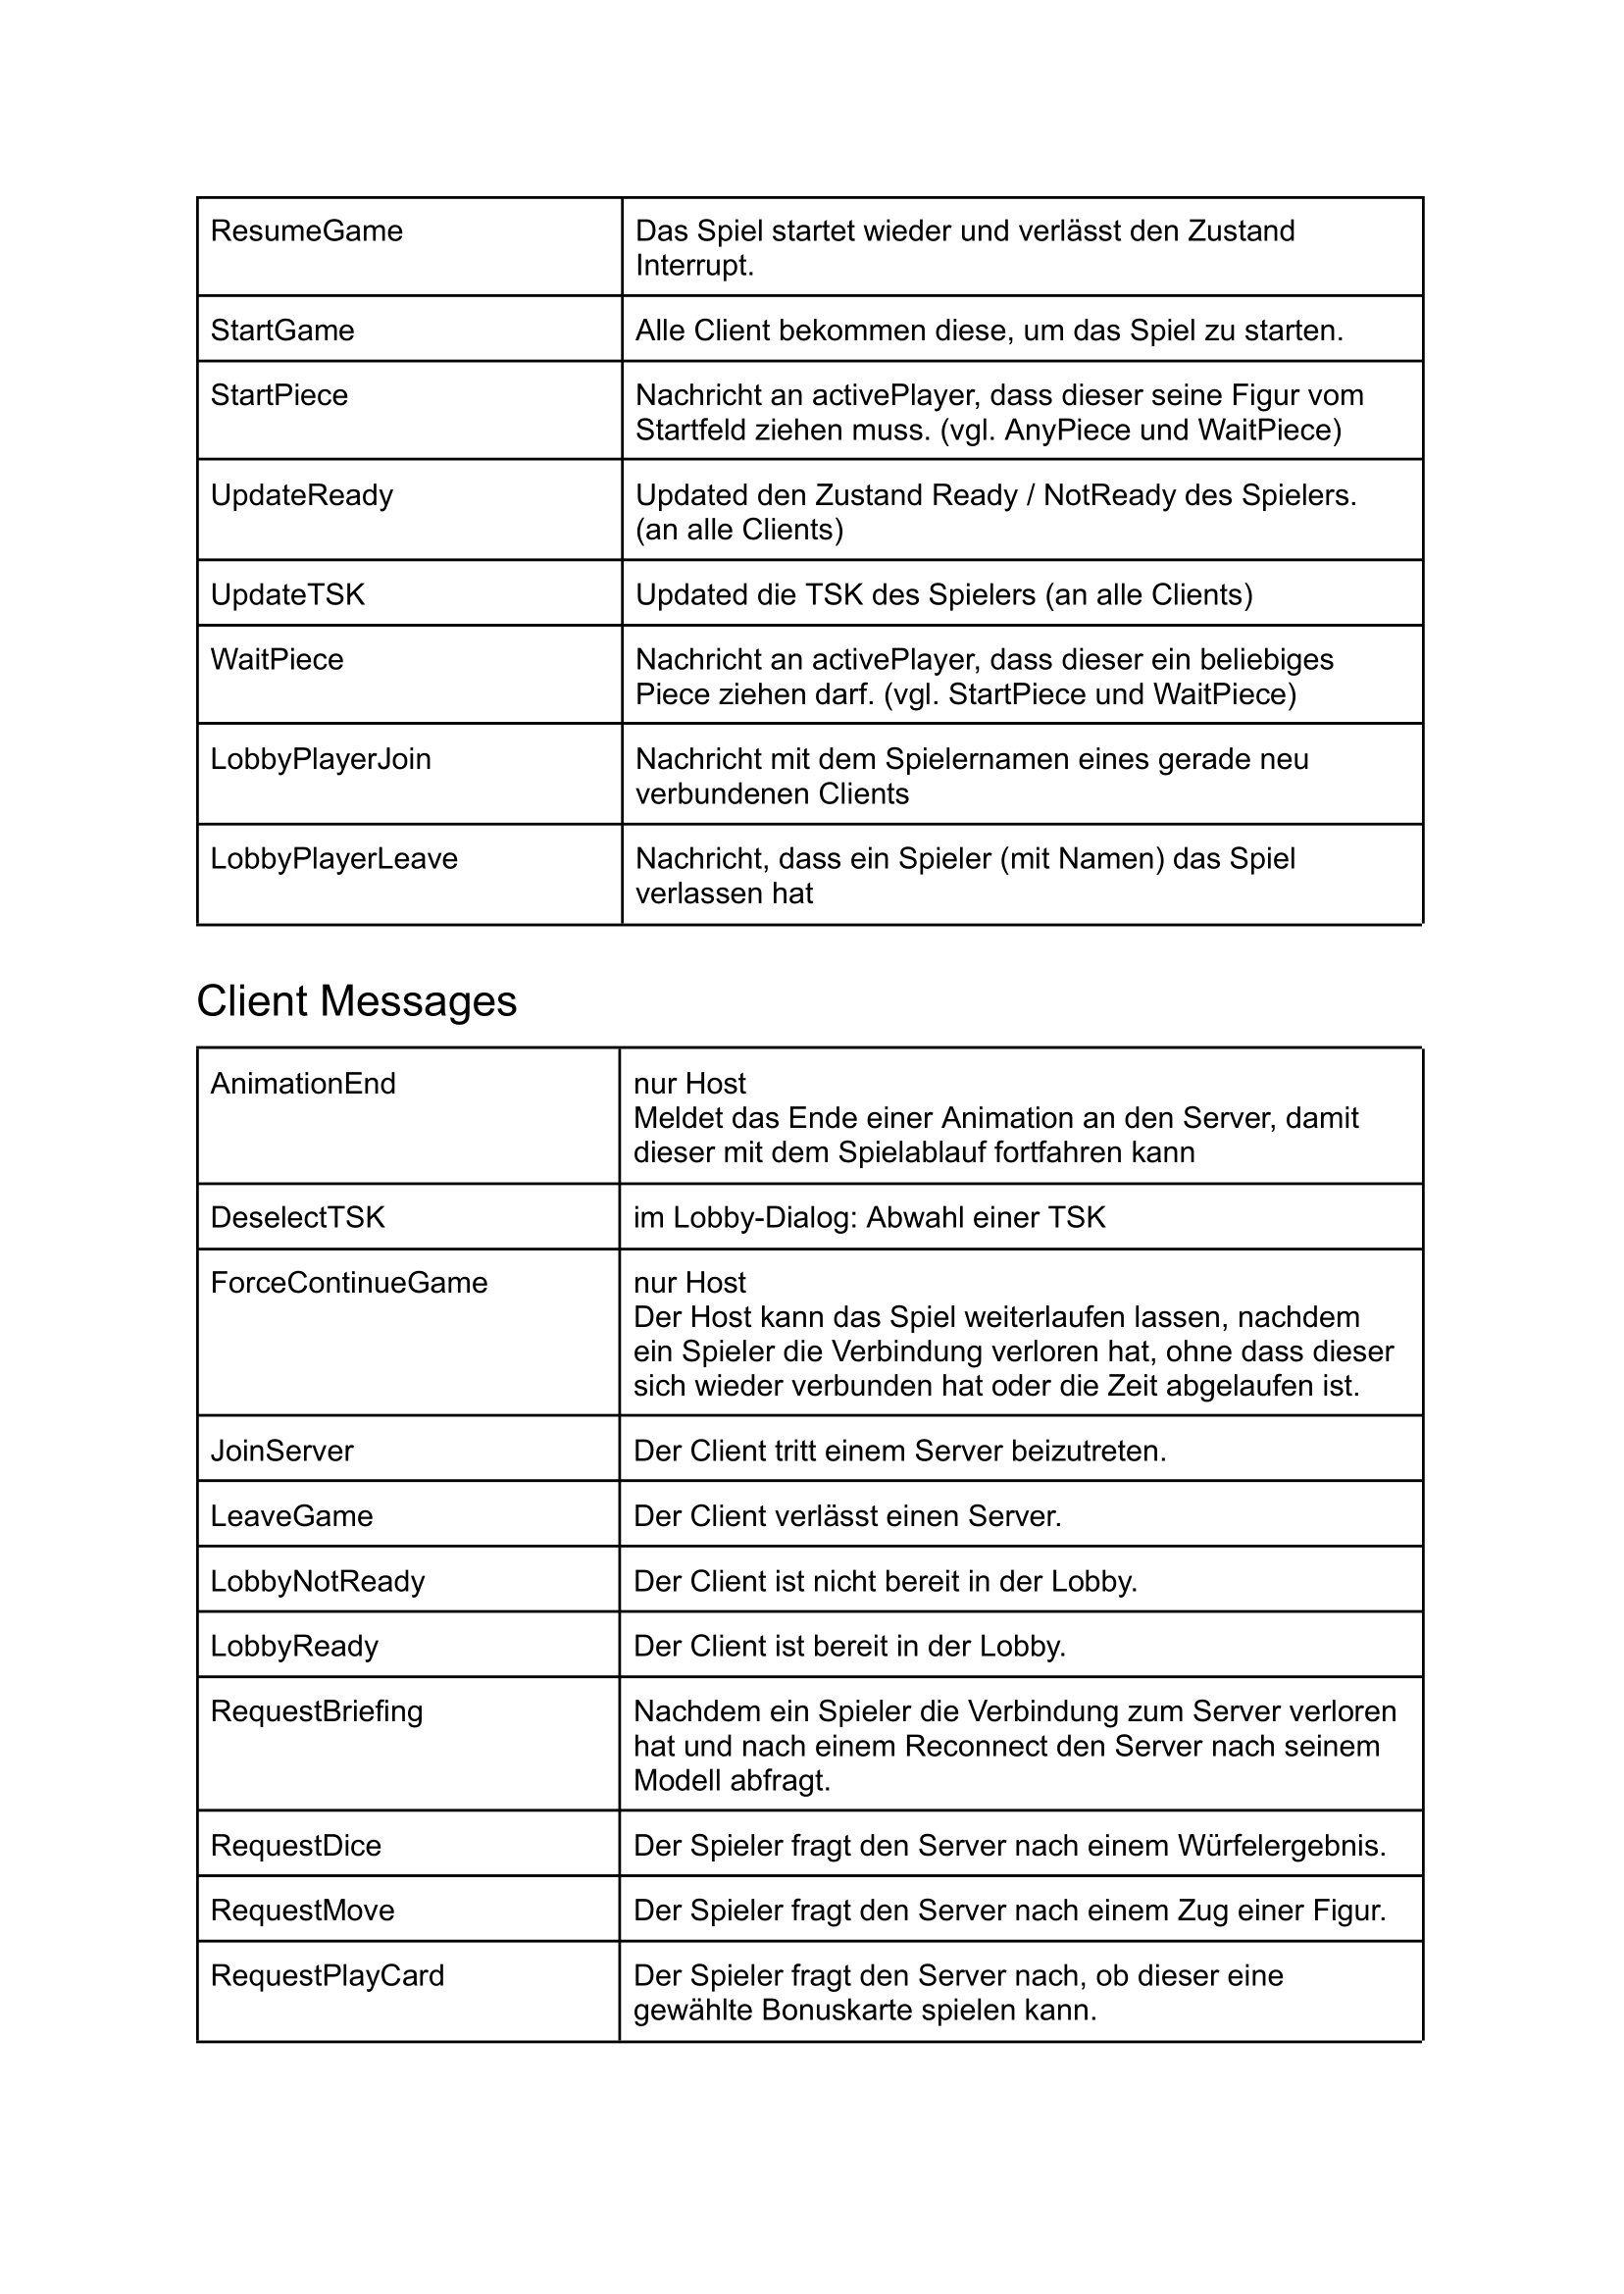 ResumeGame
Das Spiel startet wieder und verlässt den Zustand
Interrupt.
StartGame
Alle Client bekommen diese, um das Spiel zu starten.
StartPiece
Nachricht an activePlayer, dass dieser seine Figur vom
Startfeld ziehen muss. (vgl. AnyPiece und WaitPiece)
UpdateReady
Updated den Zustand Ready / NotReady des Spielers.
(an alle Clients)
UpdateTSK
Updated die TSK des Spielers (an alle Clients)
WaitPiece
Nachricht an activePlayer, dass dieser ein beliebiges
Piece ziehen darf. (vgl. StartPiece und WaitPiece)
LobbyPlayerJoin
Nachricht mit dem Spielernamen eines gerade neu
verbundenen Clients
LobbyPlayerLeave
Nachricht, dass ein Spieler (mit Namen) das Spiel
verlassen hat
Client Messages
AnimationEnd
nur Host
Meldet das Ende einer Animation an den Server, damit
dieser mit dem Spielablauf fortfahren kann
DeselectTSK
im Lobby-Dialog: Abwahl einer TSK
ForceContinueGame
nur Host
Der Host kann das Spiel weiterlaufen lassen, nachdem
ein Spieler die Verbindung verloren hat, ohne dass dieser
sich wieder verbunden hat oder die Zeit abgelaufen ist.
JoinServer
Der Client tritt einem Server beizutreten.
LeaveGame
Der Client verlässt einen Server.
LobbyNotReady
Der Client ist nicht bereit in der Lobby.
LobbyReady
Der Client ist bereit in der Lobby.
RequestBriefing
Nachdem ein Spieler die Verbindung zum Server verloren
hat und nach einem Reconnect den Server nach seinem
Modell abfragt.
RequestDice
Der Spieler fragt den Server nach einem Würfelergebnis.
RequestMove
Der Spieler fragt den Server nach einem Zug einer Figur.
RequestPlayCard
Der Spieler fragt den Server nach, ob dieser eine
gewählte Bonuskarte spielen kann.